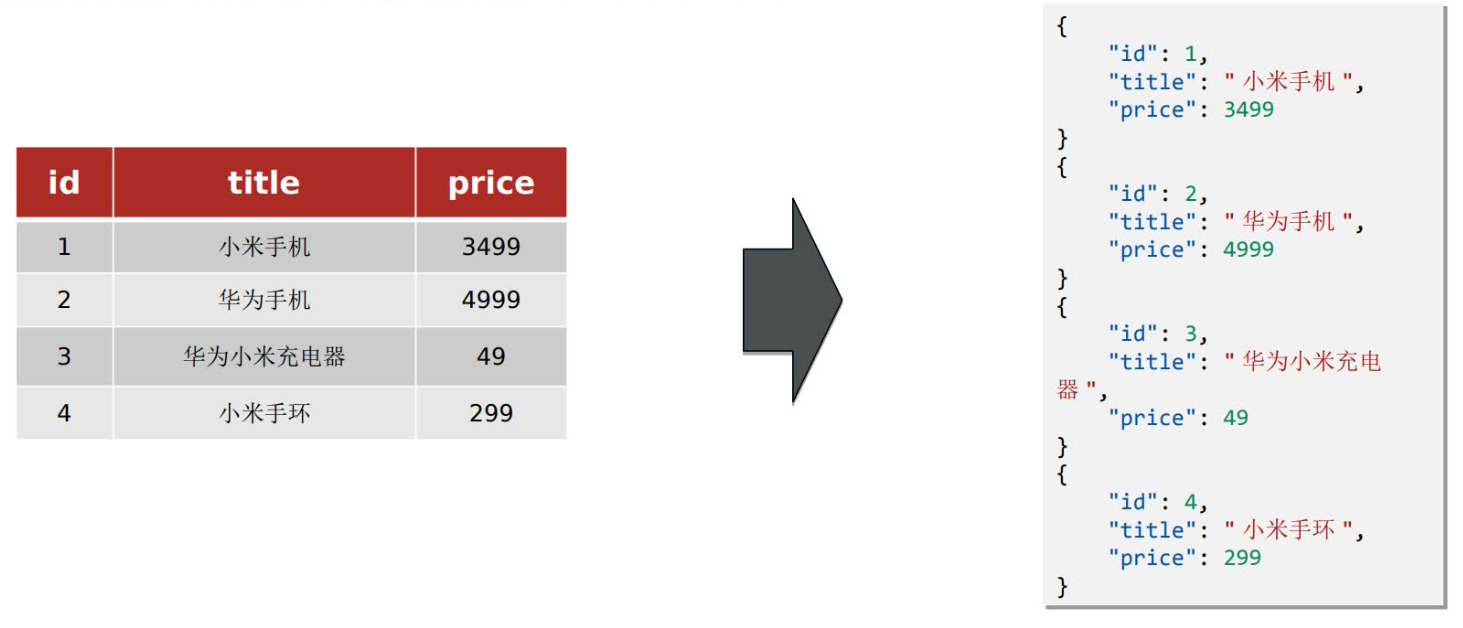 id title price
1 小米手机 3499
2 华为手机 4999
3 华为小米充电器 49
4 小米手环 299
{
"id": 1,
"title": " 小米手机 ",
"price": 3499
}
{
"id": 2,
"title": " 华为手机 ",
"price": 4999
}
{
"id": 3,
"title": " 华为小米充电
器 ",
"price": 49
}
{
"id": 4,
"title": " 小米手环 ",
"price": 299
}